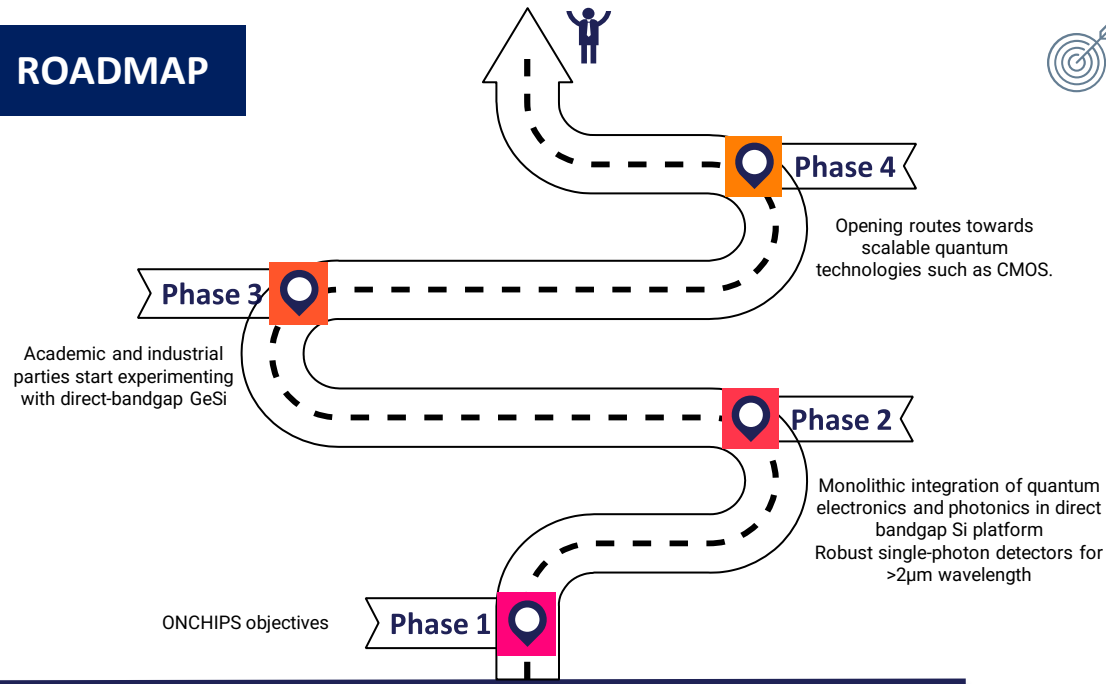 ROADMAP
Phase 4
Opening routes towards
scalable quantum
technologies such as CMOS.
Phase 3
Academic and industrial
parties start experimenting
with direct-bandgap GeSi
Phase 2
Monolithic integration of quantum
electronics and photonics in direct
bandgap Si platform
Robust single-photon detectors for
>2µm wavelength
Phase 1
ONCHIPS objectives